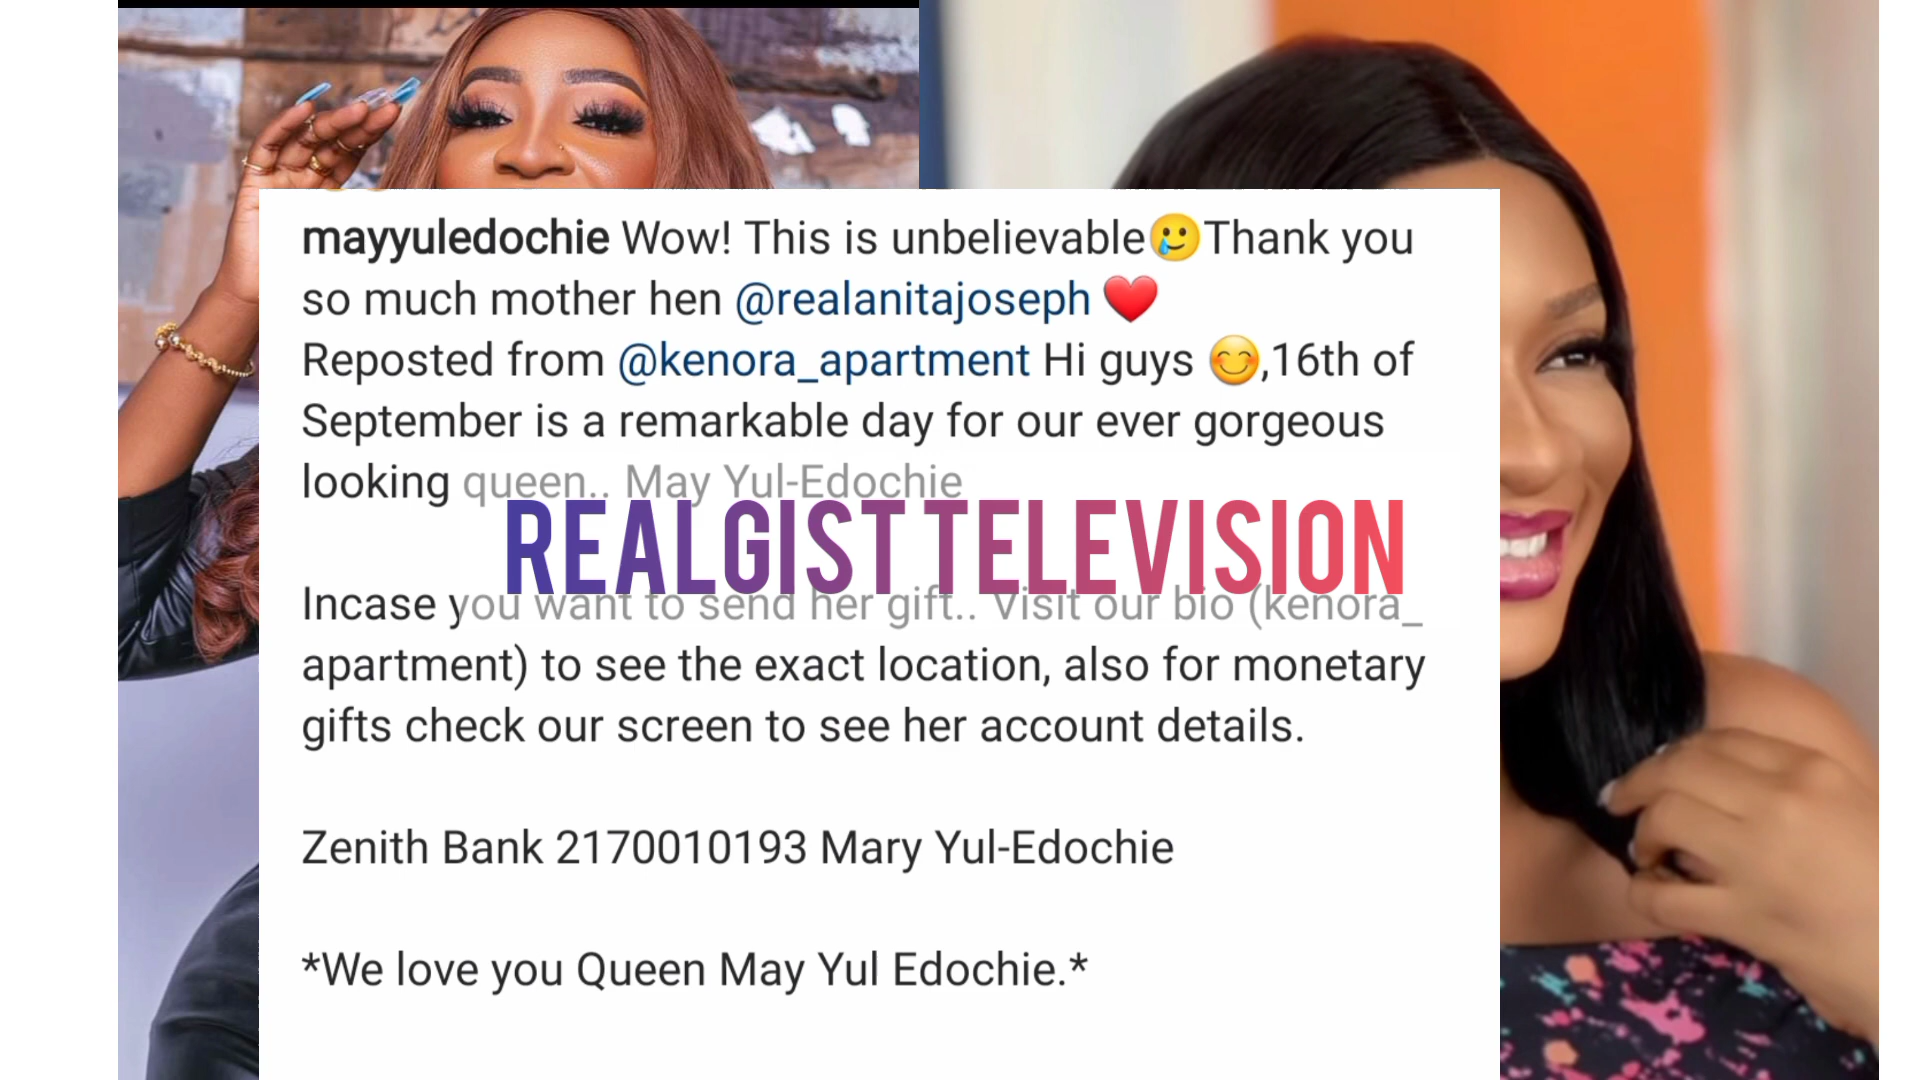 mayyuledochie Wow! This is unbelievable🥲Thank you
so much mother hen @realanitajoseph ❤️
Reposted from @kenora_apartment Hi guys 😊,16th of
September is a remarkable day for our ever gorgeous
looking queen.. May Yul-Edochie
REALGIST TELEVISION
Incase you want to send her gift.. Visit our bio (kenora_
apartment) to see the exact location, also for monetary
gifts check our screen to see her account details.
Zenith Bank 2170010193 Mary Yul-Edochie
*We love you Queen May Yul Edochie.*